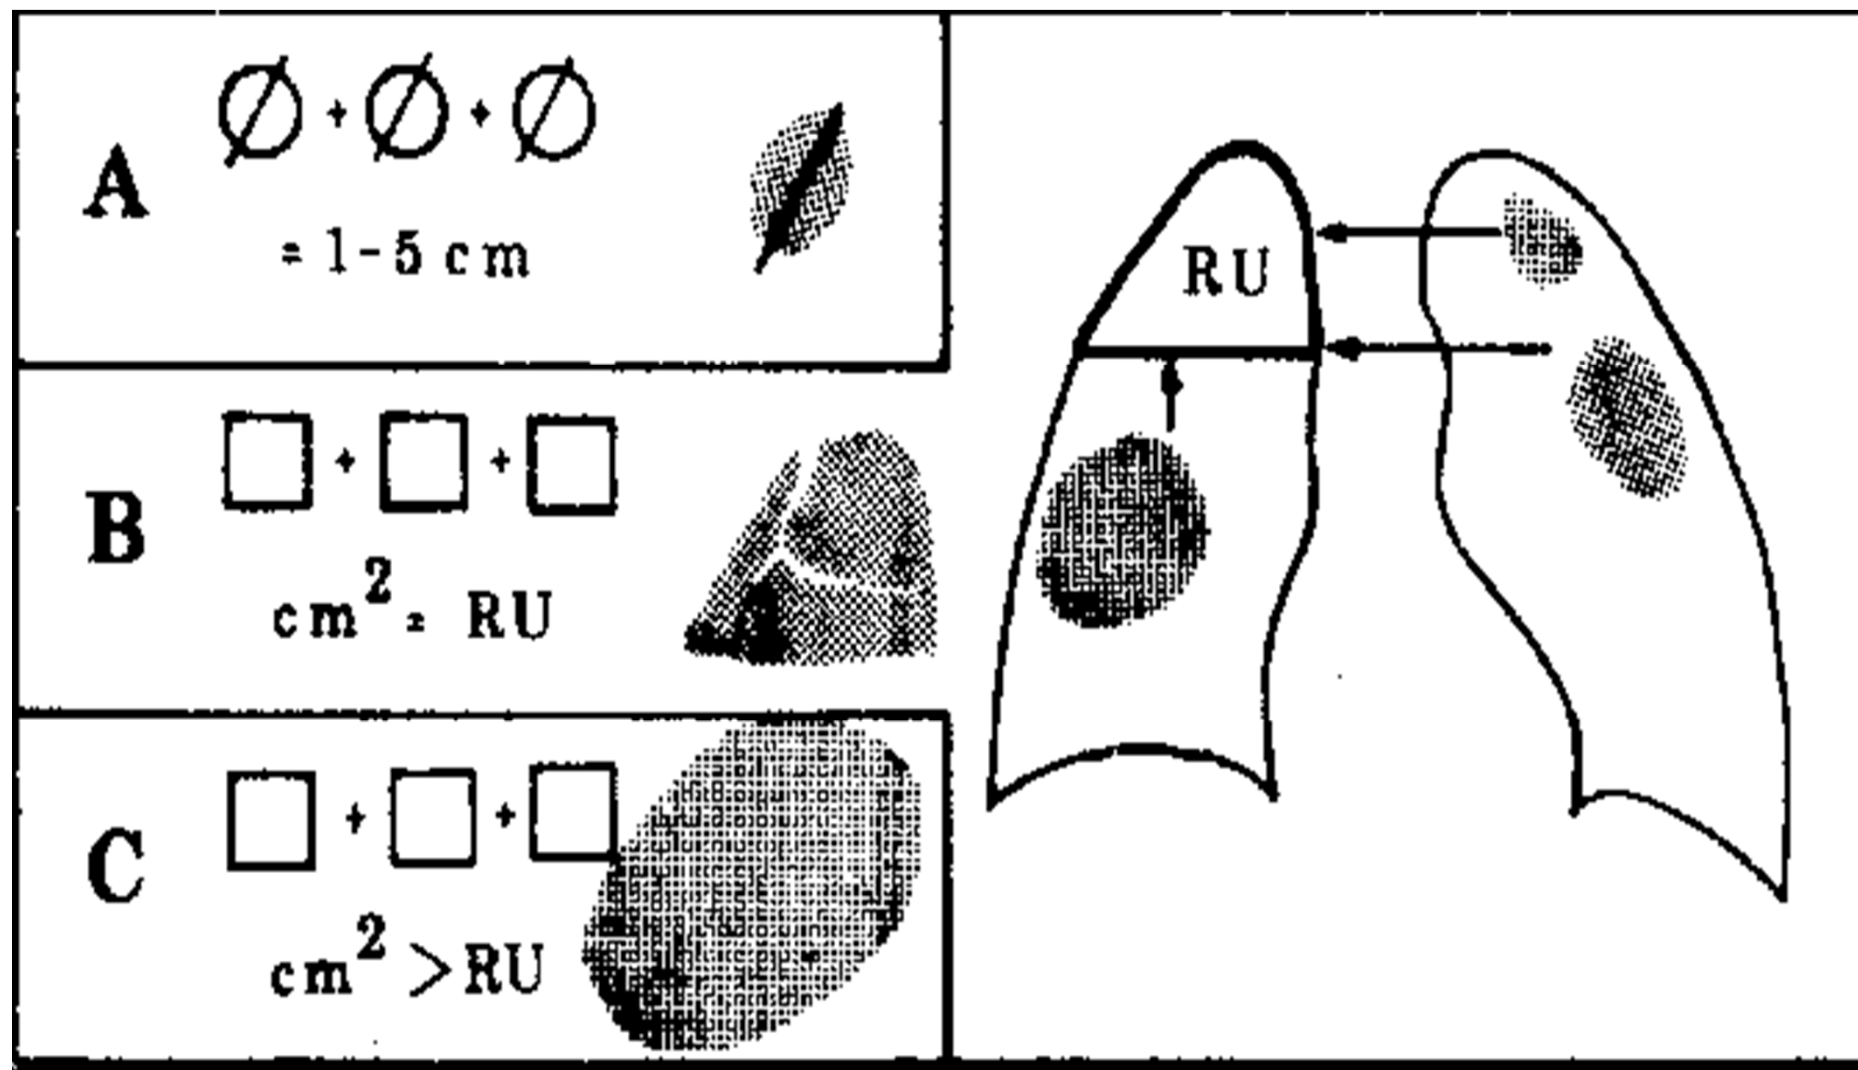 A
Ø + Ø + Ø
= 1-5 cm
B
□ + □ + □
cm² = RU
C
□ + □ + □
cm² > RU
RU